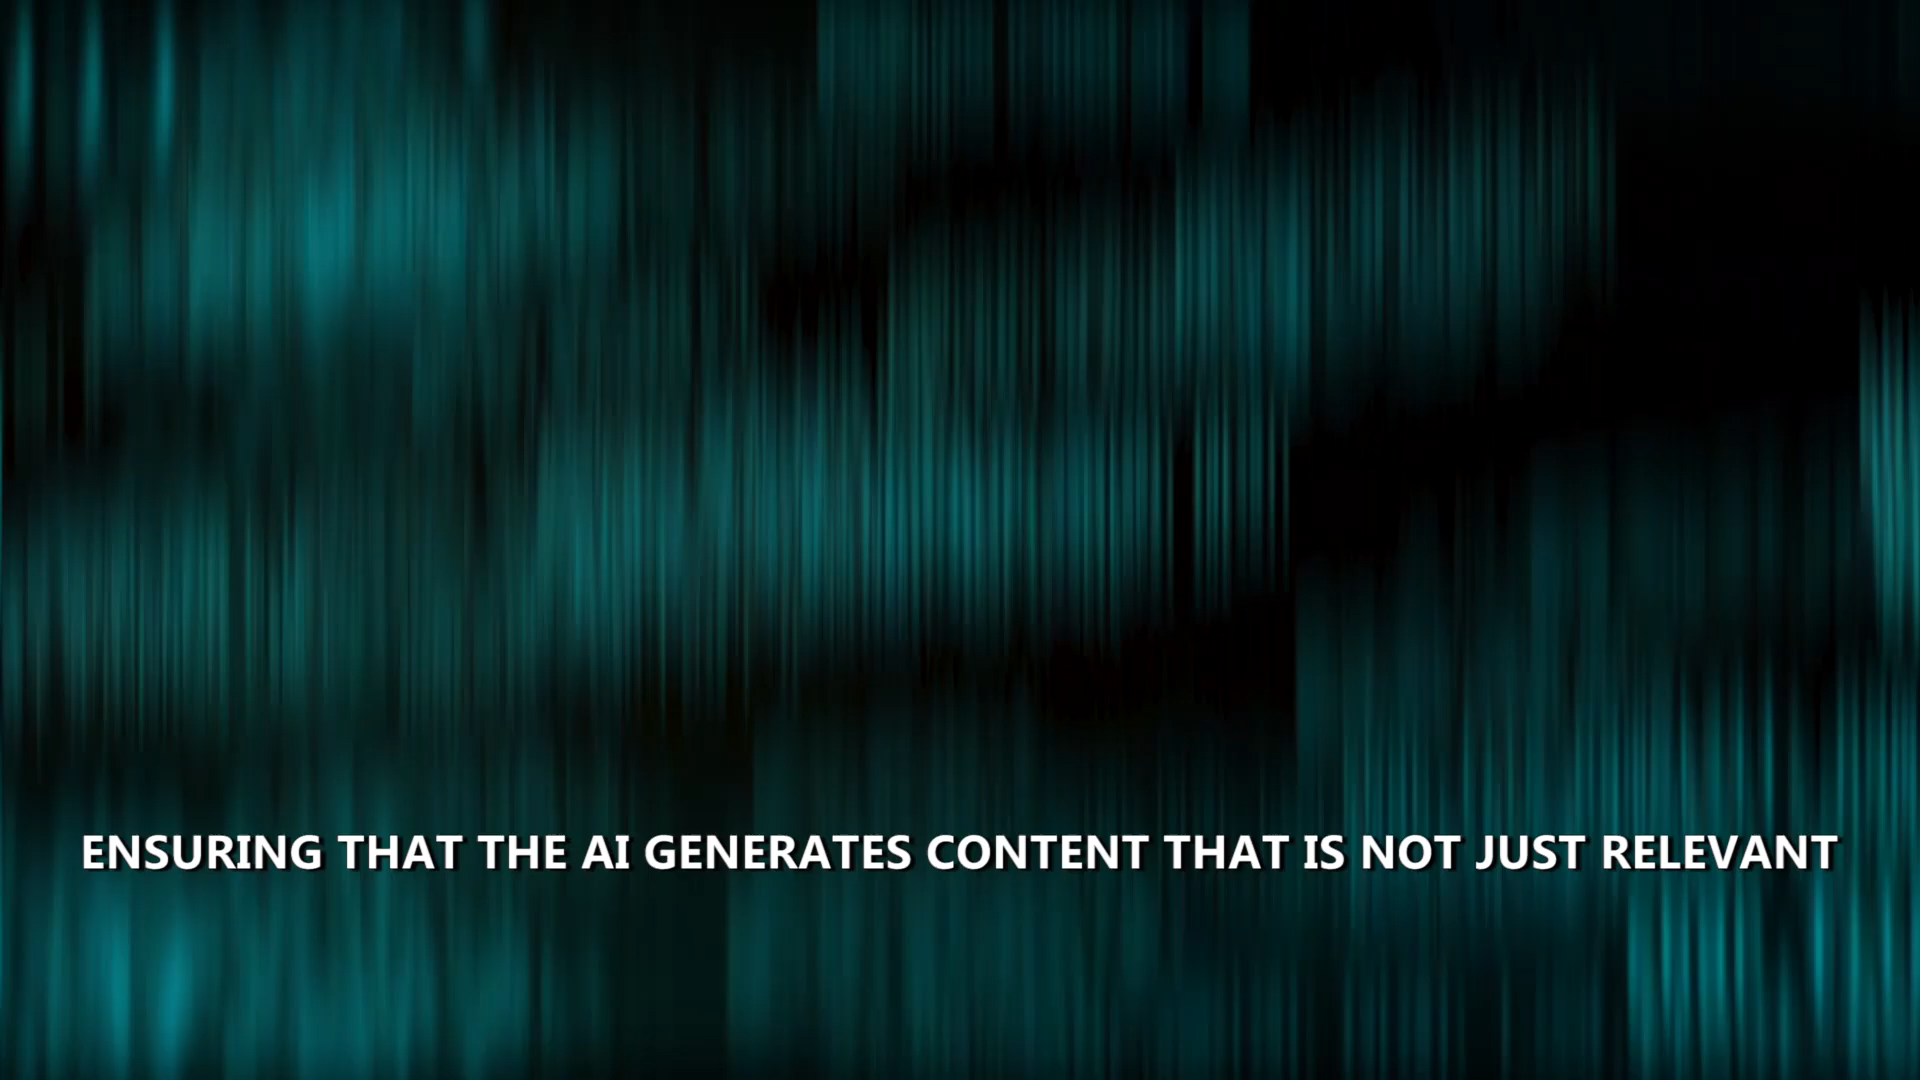 ENSURING THAT THE AI GENERATES CONTENT THAT IS NOT JUST RELEVANT